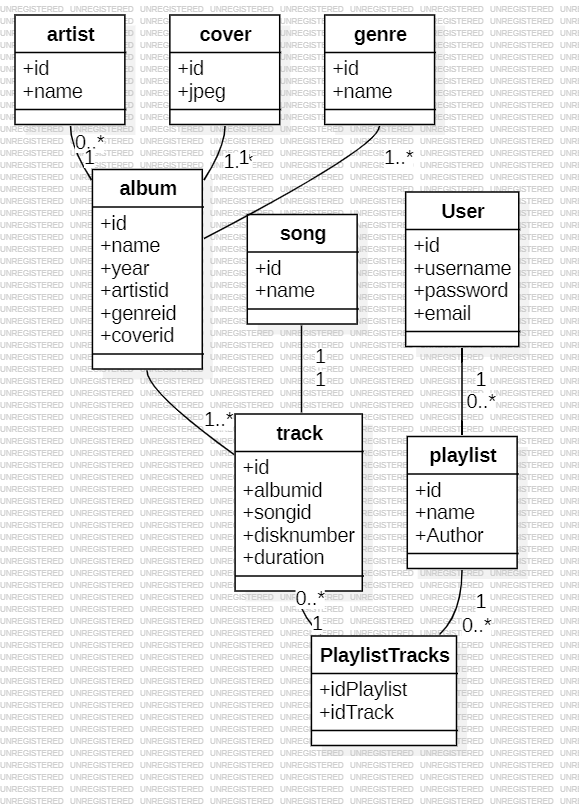 artist
+id
+name
cover
+id
+jpeg
genre
+id
+name
0..*
1
1..*
album
+id
+name
+year
+artistid
+genreid
+coverid
song
+id
+name
User
+id
+username
+password
+email
1
1
1
0..*
1..*
track
+id
+albumid
+songid
+disknumber
+duration
playlist
+id
+name
+Author
0..*
1
1
0..*
PlaylistTracks
+idPlaylist
+idTrack
UNREGISTERED